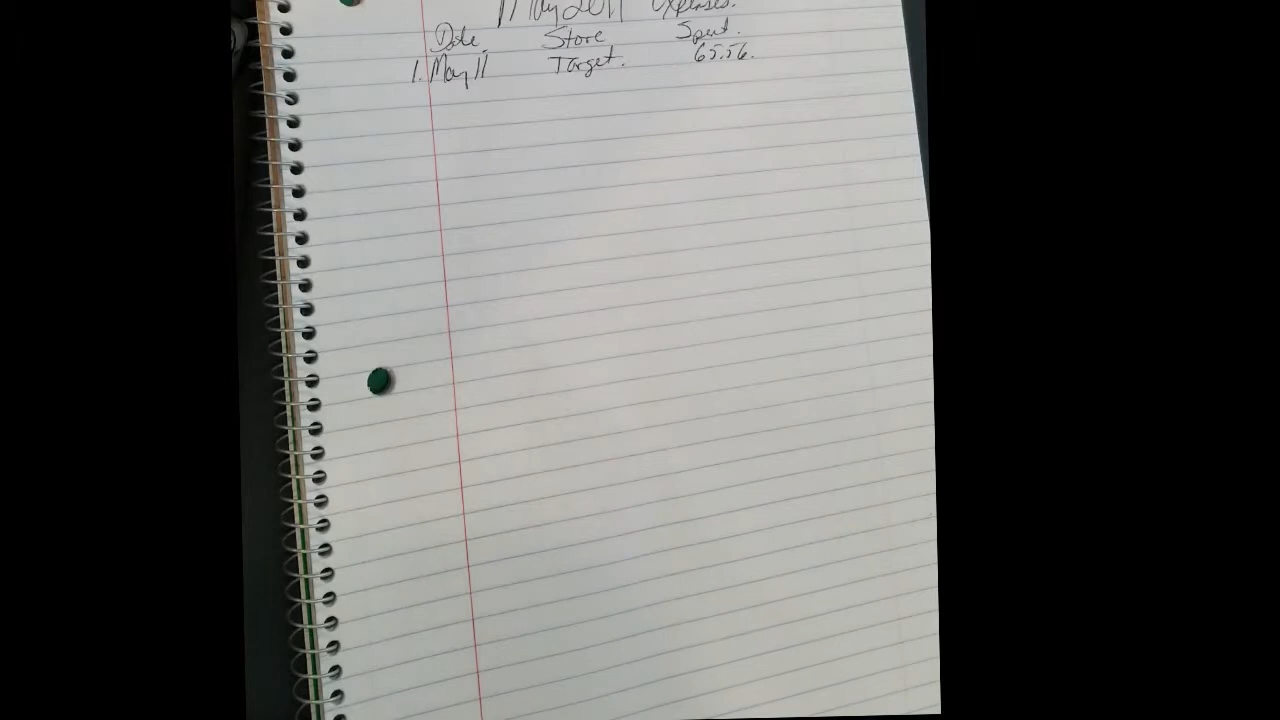 May 2011 Expenses.
Date. Store Spent.
1. May 11 Target. 65.56.